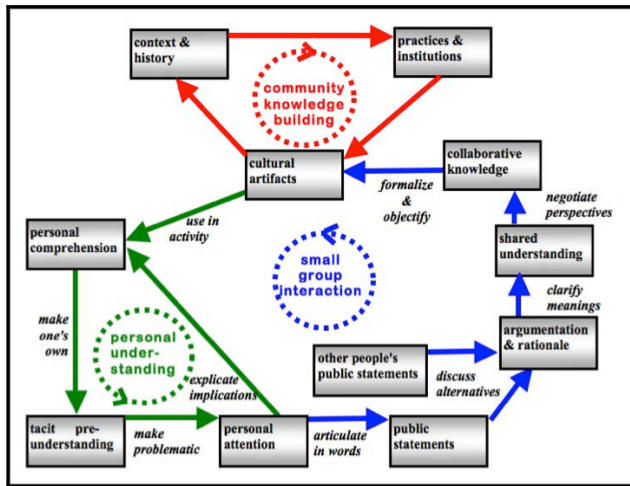 context &
history
practices &
institutions
community
knowledge
building
cultural
artifacts
collaborative
knowledge
formalize
&
objectify
negotiate
perspectives
use in
activity
personal
comprehension
shared
understanding
small
group
interaction
clarify
meanings
make
one's
own
personal
under-
standing
explicate
implications
other people's
public statements
discuss
alternatives
argumentation
& rationale
tacit pre-
understanding
make
problematic
personal
attention
articulate
in words
public
statements